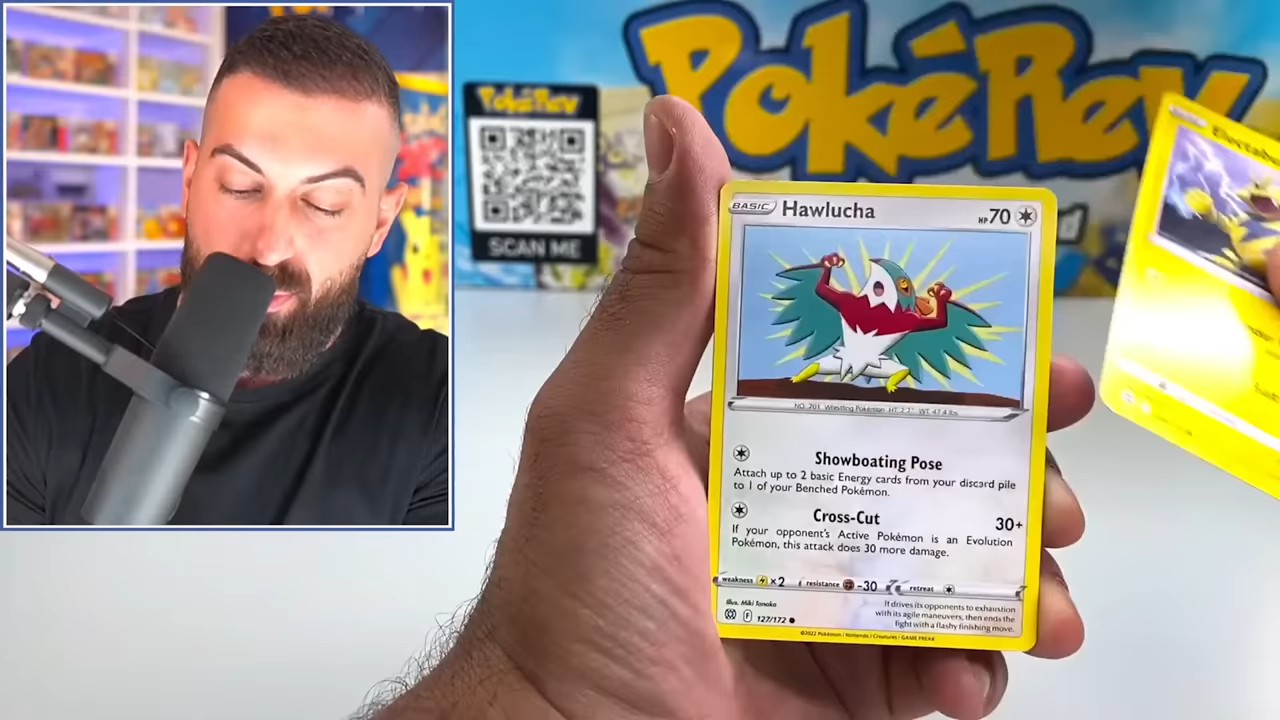 PokéRev
PokéRev
SCAN ME
BASIC Hawlucha HP 70
NO. 701 Whistling Pokémon HT: 2'7" WT: 47.4 lbs.
Showboating Pose
Attach up to 2 basic Energy cards from your discard pile
to 1 of your Benched Pokémon.
Cross-Cut 30+
If your opponent's Active Pokémon is an Evolution
Pokémon, this attack does 30 more damage.
weakness ×2 resistance -30 retreat
Illus. Miki Tanaka
F 127/172
It drives its opponents to exhaustion
with its agile maneuvers, then ends the
fight with a flashy finishing move.
©2022 Pokémon / Nintendo / Creatures / GAME FREAK